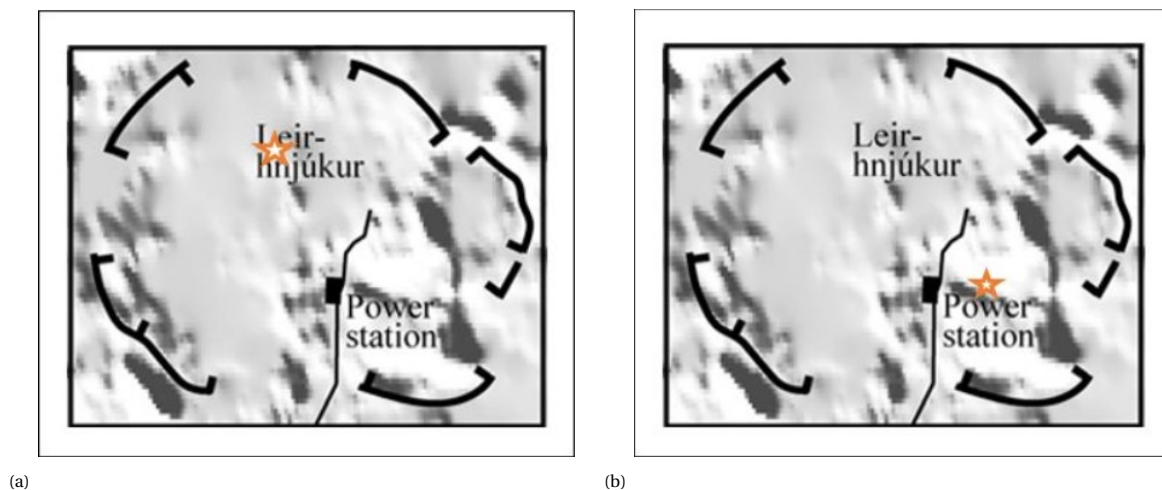 Leir-
hnjúkur
Power
station
(a)
Leir-
hnjúkur
Power
station
(b)